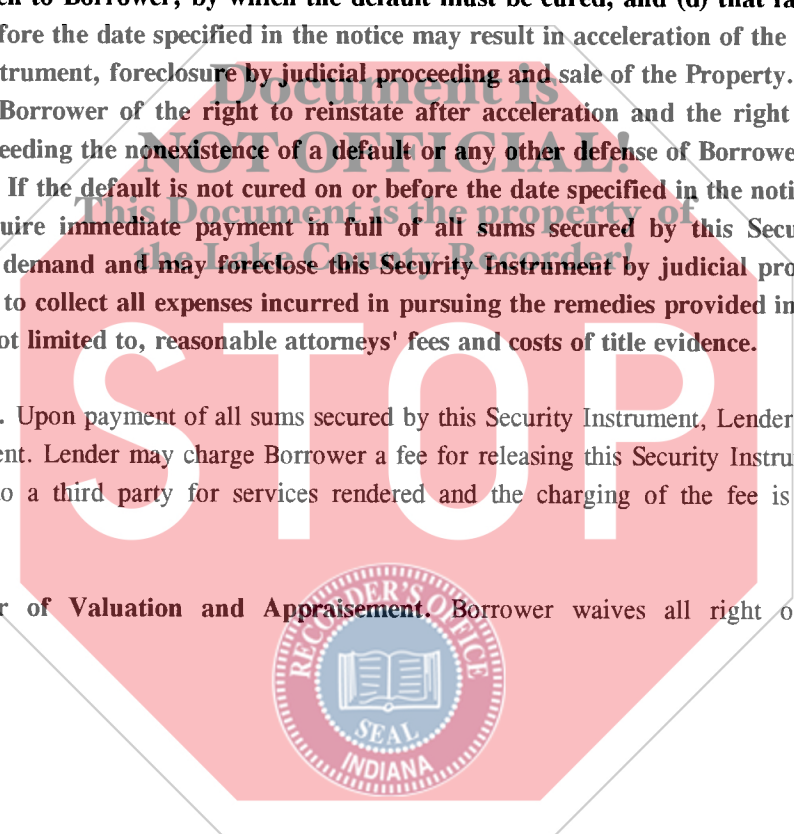 en to Borrower, by which the default must be cured; and (d) that fa
fore the date specified in the notice may result in acceleration of the
trument, foreclosure by judicial proceeding and sale of the Property.
Borrower of the right to reinstate after acceleration and the right
eeding the nonexistence of a default or any other defense of Borrowe
If the default is not cured on or before the date specified in the noti
uire immediate payment in full of all sums secured by this Secu
demand and may foreclose this Security Instrument by judicial pro
to collect all expenses incurred in pursuing the remedies provided in
ot limited to, reasonable attorneys' fees and costs of title evidence.
. Upon payment of all sums secured by this Security Instrument, Lender
ent. Lender may charge Borrower a fee for releasing this Security Instru
o a third party for services rendered and the charging of the fee is
r of Valuation and Appraisement. Borrower waives all right o
Document is
NOT OFFICIAL!
This Document is the property of
the Lake County Recorder!
STOP
RECORDER'S OFFICE
SEAL
INDIANA